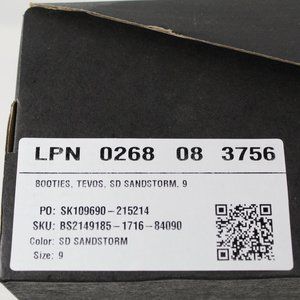 LPN 0268 08 3756
BOOTIES, TEVOS, SD SANDSTORM, 9
PO: SK109690-215214
SKU: BS2149185-1716-84090
Color: SD SANDSTORM
Size: 9